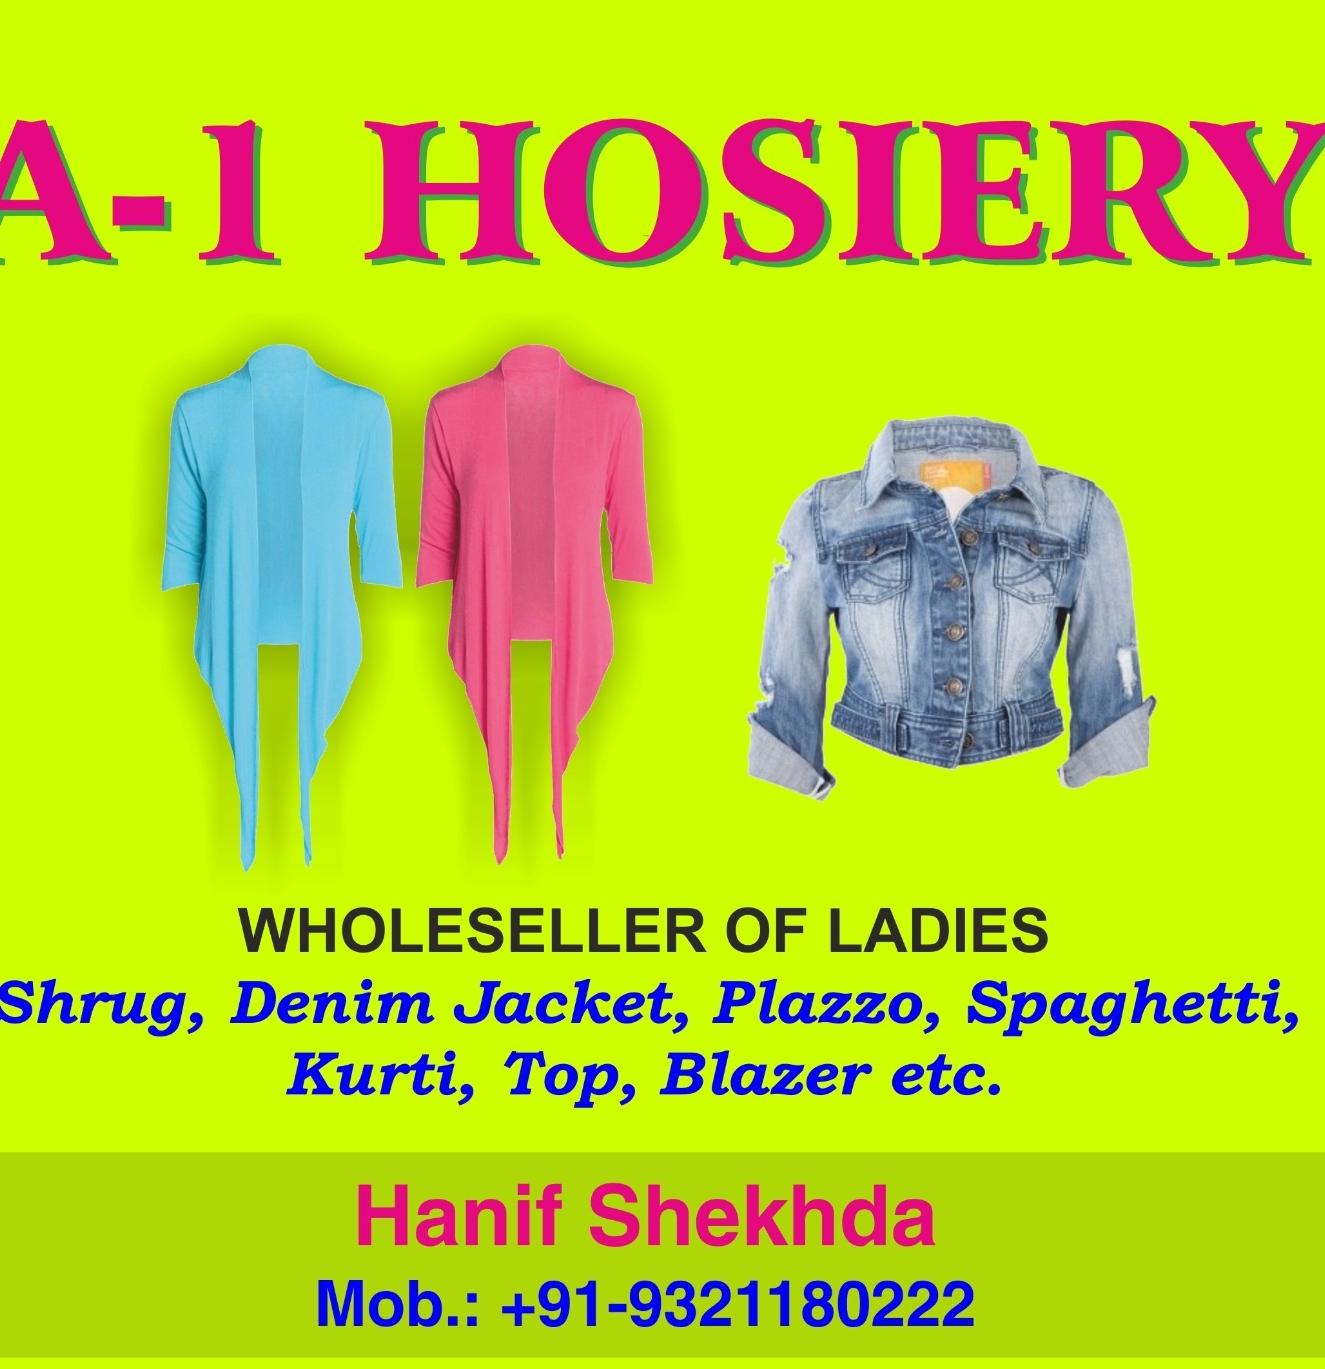 A-1 HOSIERY
WHOLESELLER OF LADIES
Shrug, Denim Jacket, Plazzo, Spaghetti,
Kurti, Top, Blazer etc.
Hanif Shekhda
Mob.: +91-9321180222